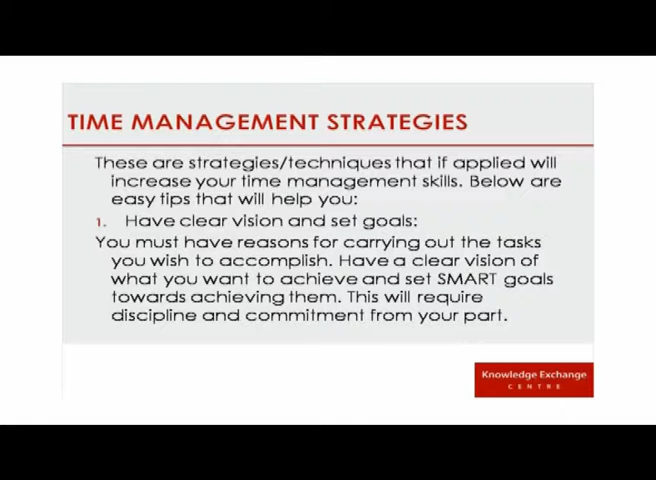 TIME MANAGEMENT STRATEGIES
These are strategies/techniques that if applied will
increase your time management skills. Below are
easy tips that will help you:
1. Have clear vision and set goals:
You must have reasons for carrying out the tasks
you wish to accomplish. Have a clear vision of
what you want to achieve and set SMART goals
towards achieving them. This will require
discipline and commitment from your part.
Knowledge Exchange
CENTRE